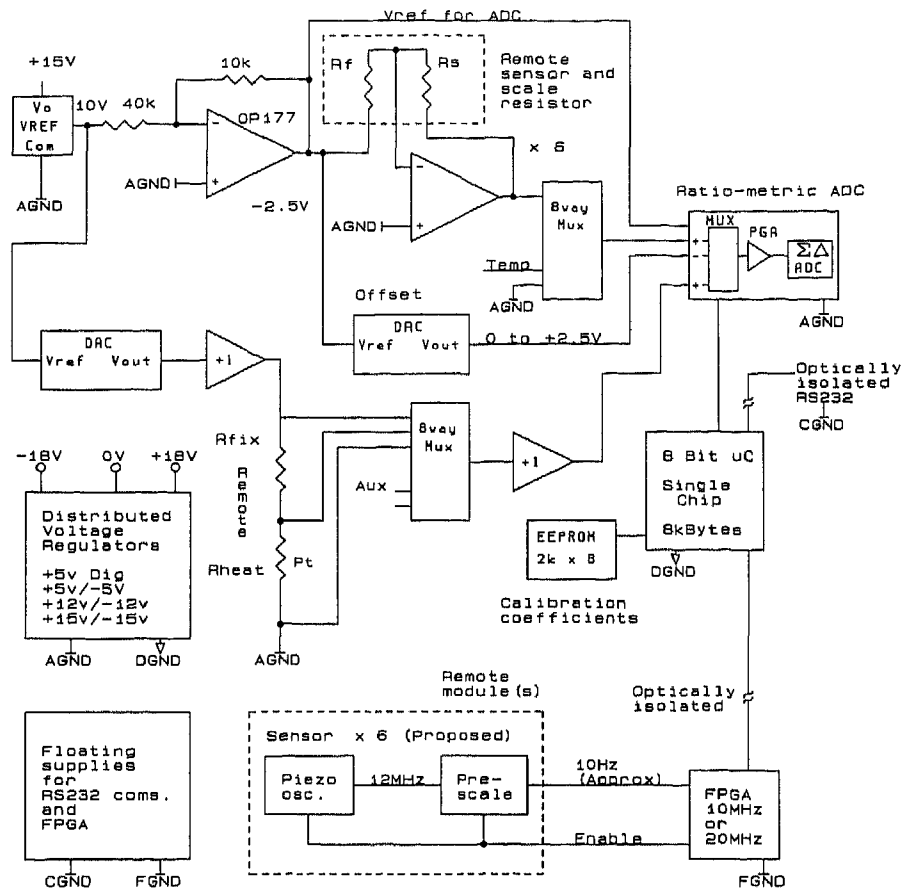 Vref for ADC
+15V
Vo
VREF
Com
AGND
10V
40k
10k
OP177
-
+
AGND
-2.5V
Rf
Rs
Remote
sensor and
scale
resistor
x 6
-
+
AGND
8way
Mux
Temp
AGND
Ratio-metric ADC
MUX
PGA
ΣΔ
ADC
+
-
+
AGND
Offset
DAC
Vref Vout
0 to +2.5V
DAC
Vref Vout
+1
Optically
isolated
RS232
CGND
Rfix
Remote
Rheat
Pt
AGND
8way
Mux
Aux
+1
8 Bit uC
Single
Chip
8kBytes
DGND
EEPROM
2k x 8
Calibration
coefficients
-18V
0V
+18V
Distributed
Voltage
Regulators
+5v Dig
+5v/-5V
+12v/-12v
+15v/-15v
AGND
DGND
Optically
isolated
Remote
module(s)
Sensor x 6 (Proposed)
Piezo
osc.
12MHz
Pre-
scale
10Hz
(Approx)
Enable
FPGA
10MHz
or
20MHz
FGND
Floating
supplies
for
RS232 coms.
and
FPGA
CGND
FGND